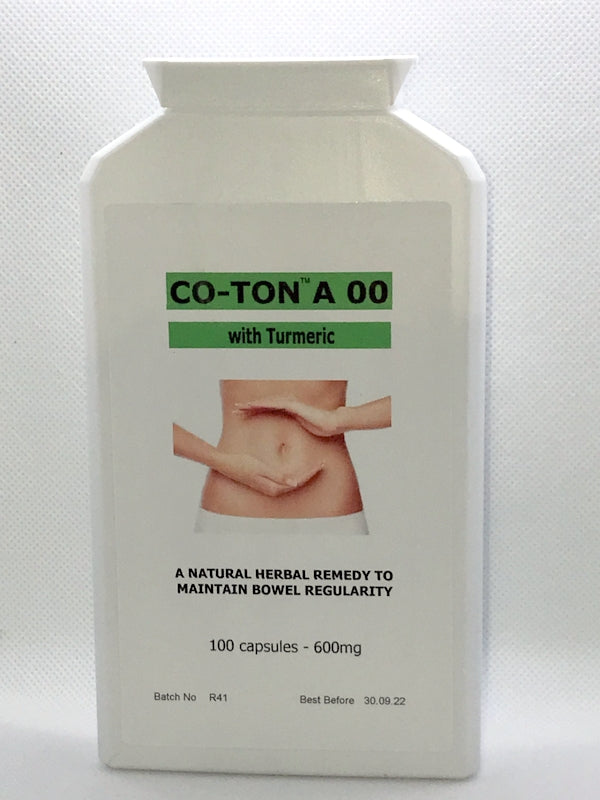 CO-TON™ A 00
with Turmeric
A NATURAL HERBAL REMEDY TO
MAINTAIN BOWEL REGULARITY
100 capsules - 600mg
Batch No R41 Best Before 30.09.22